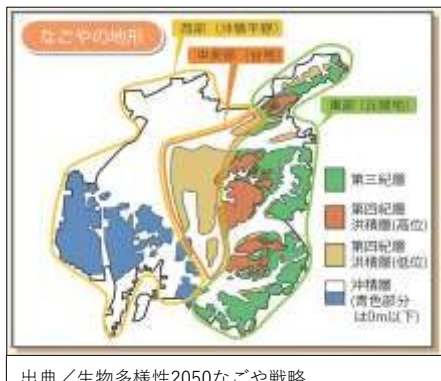 なごやの地形
西部（沖積平野）
中央部（台地）
東部（丘陵地）
第三紀層
第四紀層
洪積層(高位)
第四紀層
洪積層(低位)
沖積層
(青色部分
は0m以下)
出典／生物多様性2050なごや戦略